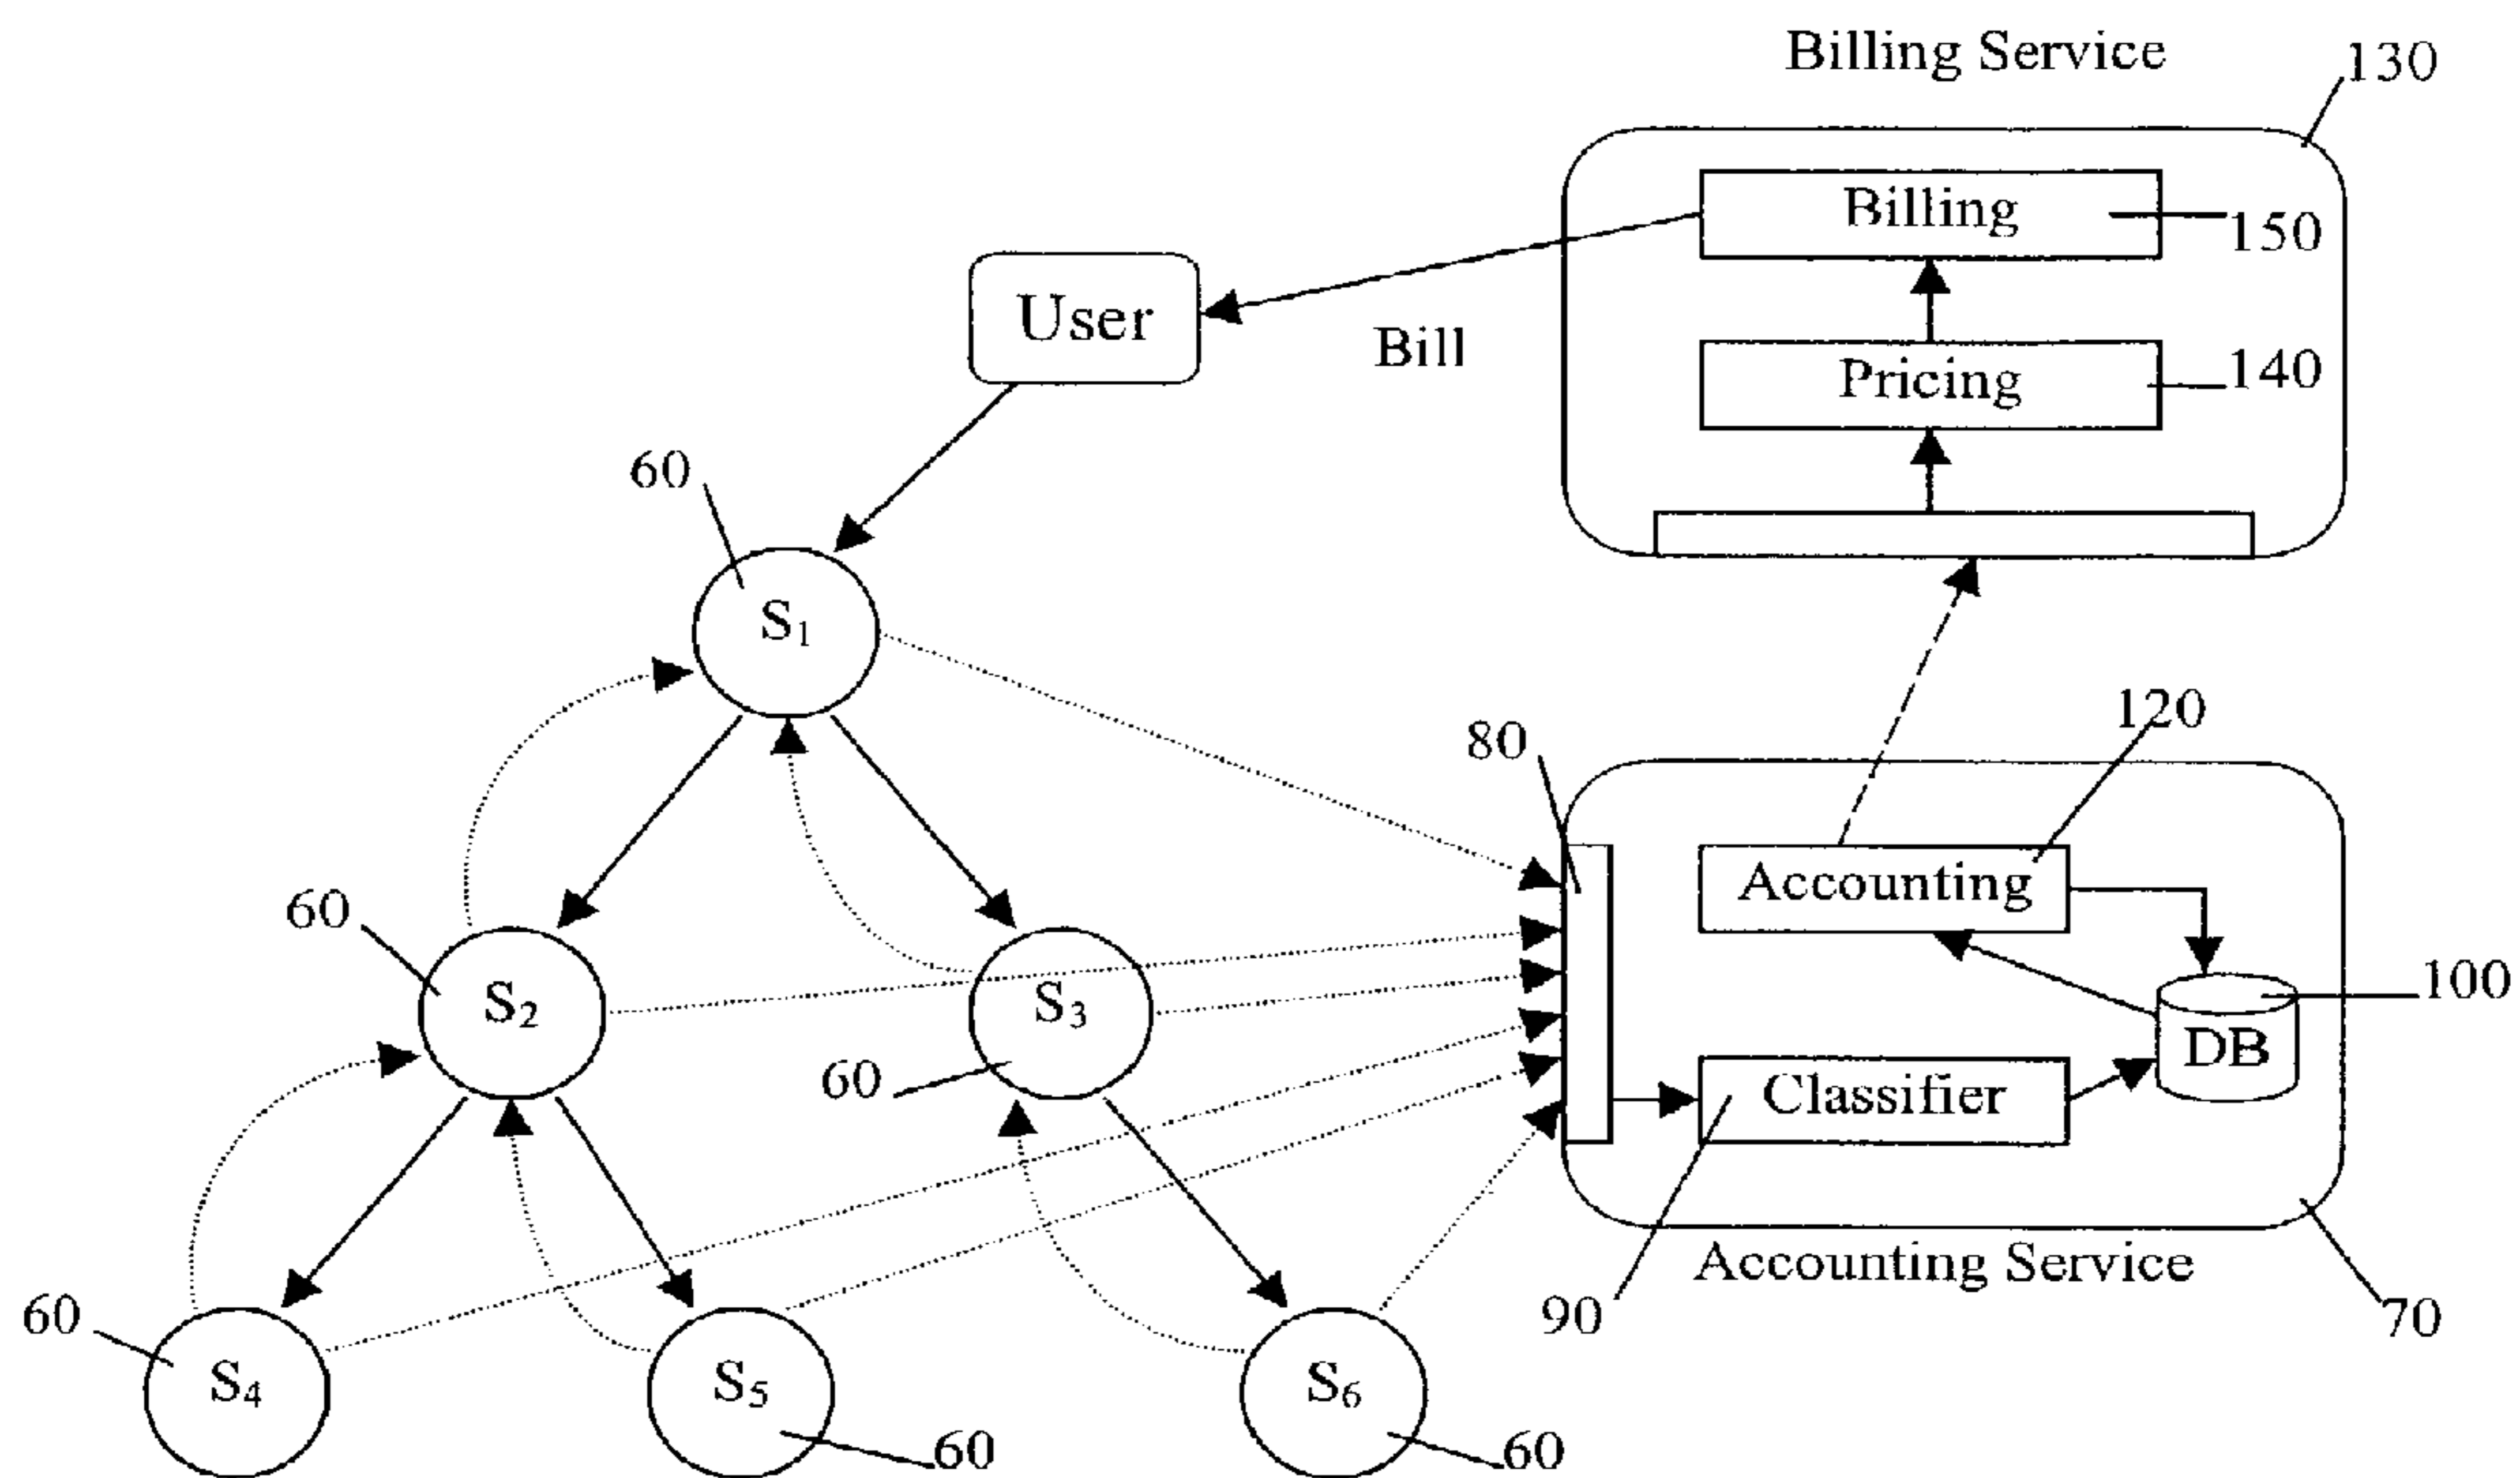 Billing Service
130
Billing
150
User
Bill
Pricing
140
60
S₁
120
80
Accounting
60
100
S₂
S₃
DB
60
Classifier
Accounting Service
60
90
70
S₄
S₅
S₆
60
60